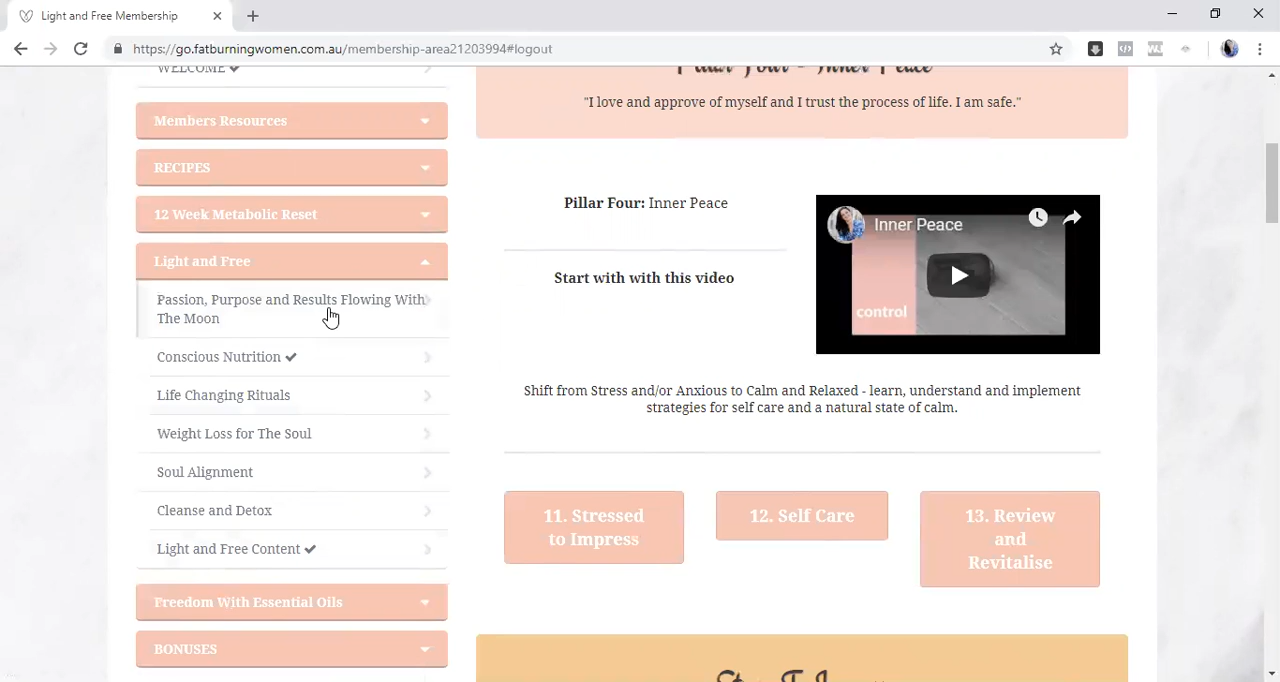 Light and Free Membership
https://go.fatburningwomen.com.au/membership-area21203994#logout
WELCOME
Members Resources
RECIPES
12 Week Metabolic Reset
Light and Free
Passion, Purpose and Results Flowing With
The Moon
Conscious Nutrition
Life Changing Rituals
Weight Loss for The Soul
Soul Alignment
Cleanse and Detox
Light and Free Content
Freedom With Essential Oils
BONUSES
Pillar Four - Inner Peace
"I love and approve of myself and I trust the process of life. I am safe."
Pillar Four: Inner Peace
Start with with this video
Inner Peace
control
Shift from Stress and/or Anxious to Calm and Relaxed - learn, understand and implement
strategies for self care and a natural state of calm.
11. Stressed
to Impress
12. Self Care
13. Review
and
Revitalise